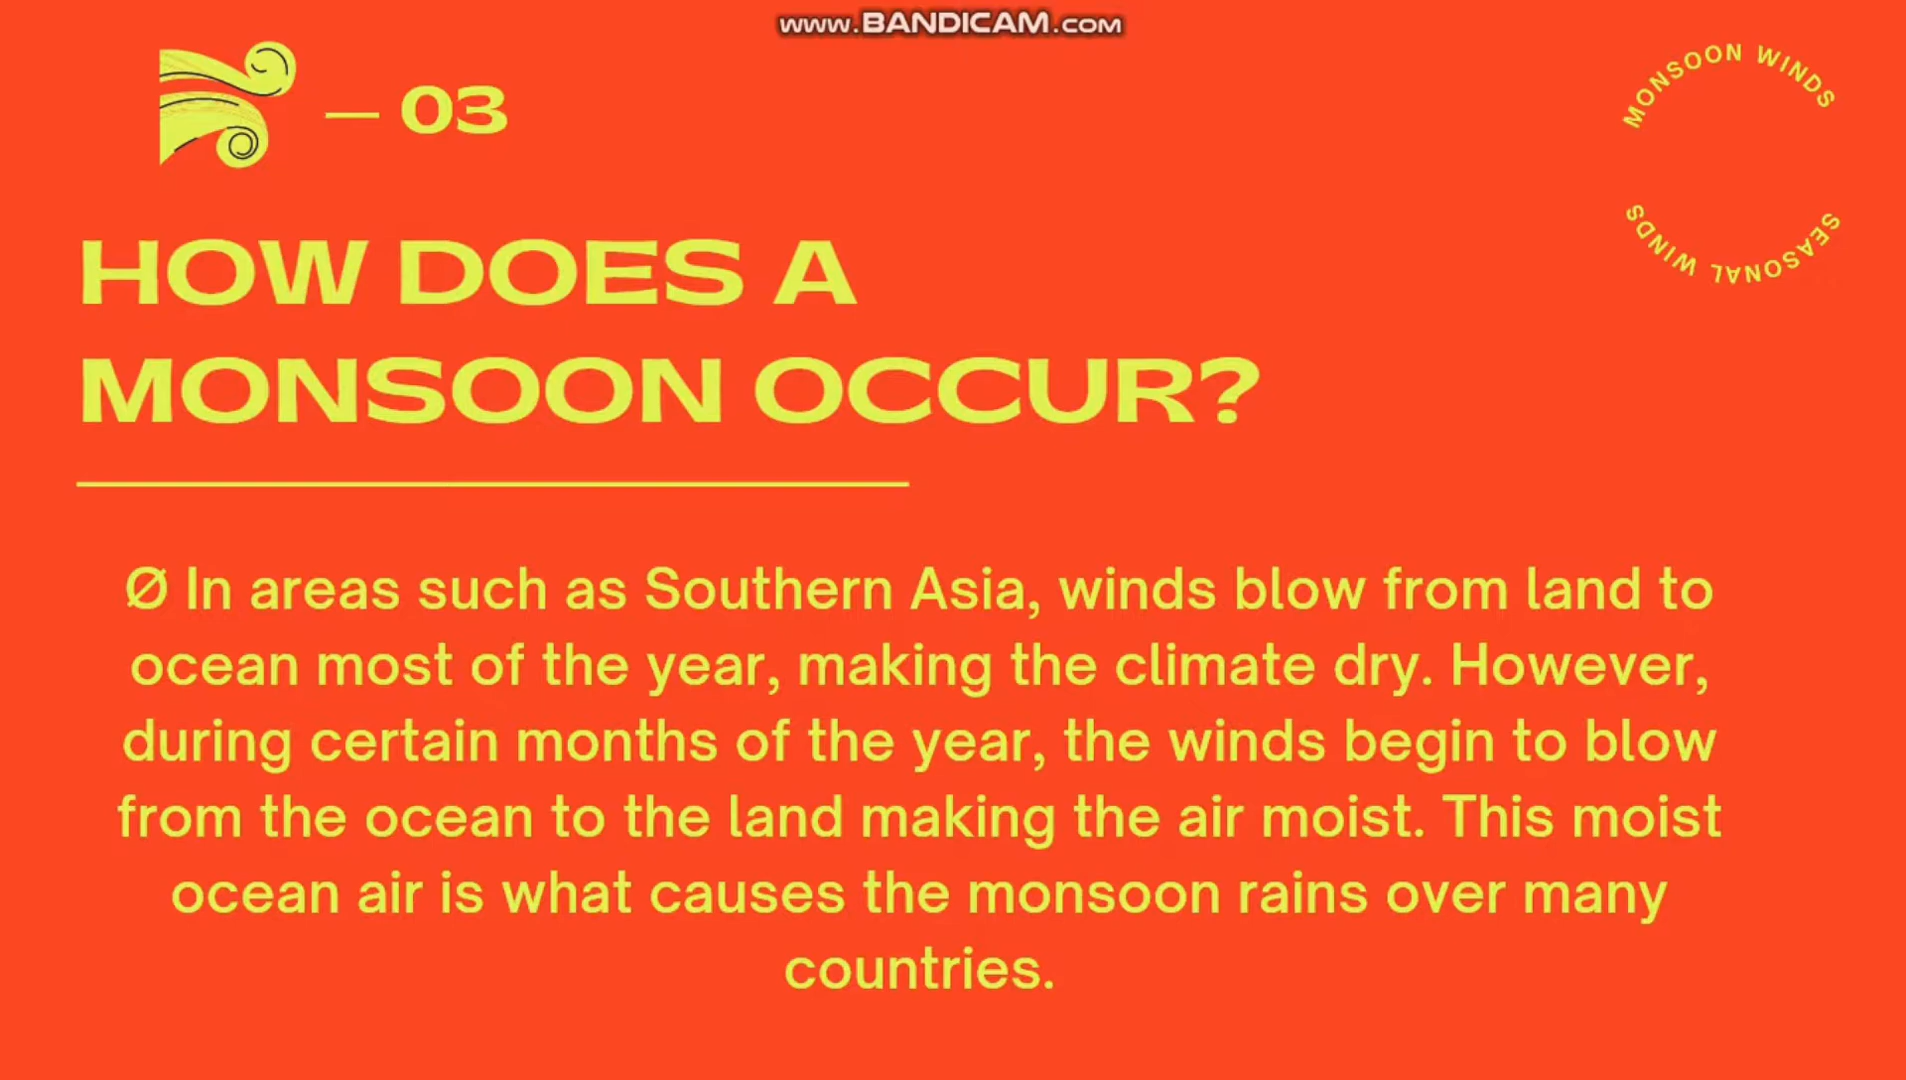 www.BANDICAM.com
— 03
MONSOON WINDS
SEASONAL WINDS
HOW DOES A
MONSOON OCCUR?
Ø In areas such as Southern Asia, winds blow from land to
ocean most of the year, making the climate dry. However,
during certain months of the year, the winds begin to blow
from the ocean to the land making the air moist. This moist
ocean air is what causes the monsoon rains over many
countries.